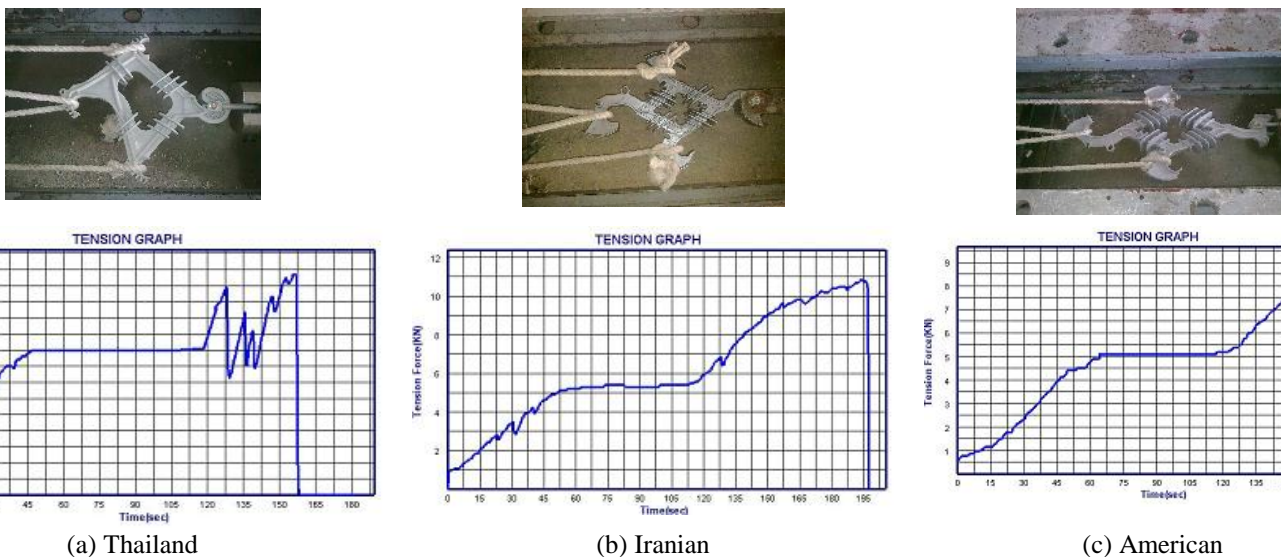 TENSION GRAPH
45 60 75 90 105 120 135 145 165 180
Time(sec)
(a) Thailand
TENSION GRAPH
Tension Force(KN)
12
10
8
6
4
2
0 15 30 45 60 75 90 105 120 135 150 165 180 195
Time(sec)
(b) Iranian
TENSION GRAPH
Tension Force(KN)
9
8
7
6
5
4
3
2
1
0 15 30 45 60 75 90 105 120 135
Time(sec)
(c) American